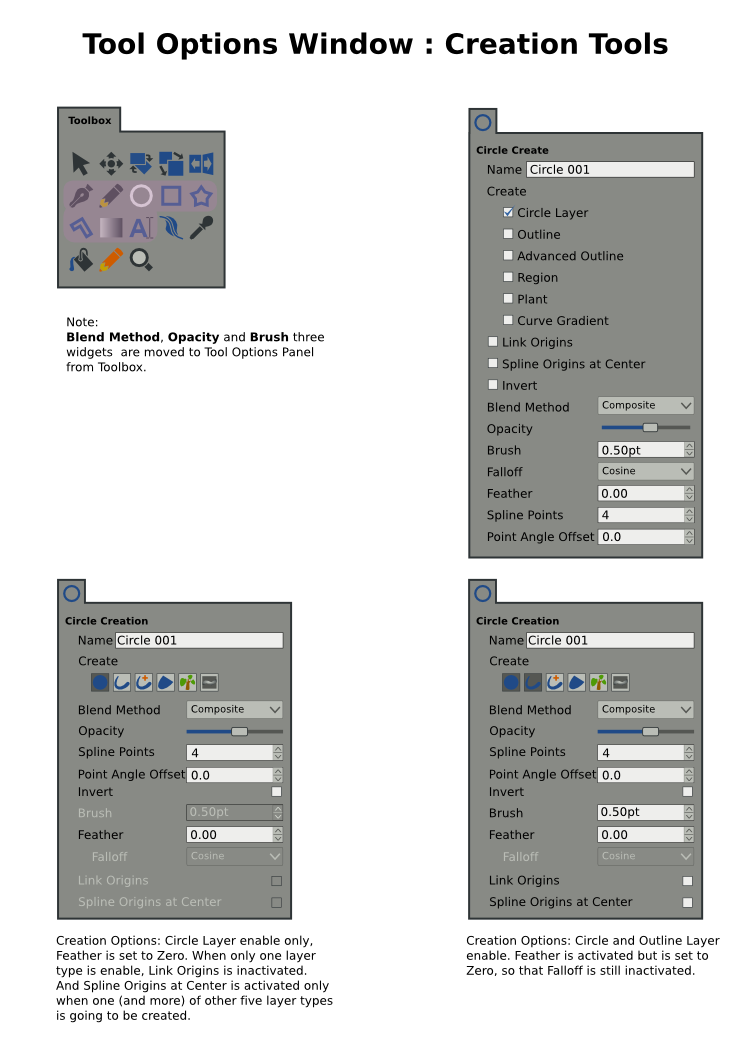 Tool Options Window : Creation Tools
Toolbox
Note:
Blend Method, Opacity and Brush three
widgets  are moved to Tool Options Panel
from Toolbox.
Circle Create
Name Circle 001
Create
Circle Layer
Outline
Advanced Outline
Region
Plant
Curve Gradient
Link Origins
Spline Origins at Center
Invert
Blend Method Composite
Opacity
Brush 0.50pt
Falloff Cosine
Feather 0.00
Spline Points 4
Point Angle Offset 0.0
Circle Creation
Name Circle 001
Create
Blend Method Composite
Opacity
Spline Points 4
Point Angle Offset 0.0
Invert
Brush 0.50pt
Feather 0.00
Falloff Cosine
Link Origins
Spline Origins at Center
Creation Options: Circle Layer enable only,
Feather is set to Zero. When only one layer
type is enable, Link Origins is inactivated.
And Spline Origins at Center is activated only
when one (and more) of other five layer types
is going to be created.
Circle Creation
Name Circle 001
Create
Blend Method Composite
Opacity
Spline Points 4
Point Angle Offset 0.0
Invert
Brush 0.50pt
Feather 0.00
Falloff Cosine
Link Origins
Spline Origins at Center
Creation Options: Circle and Outline Layer
enable. Feather is activated but is set to
Zero, so that Falloff is still inactivated.